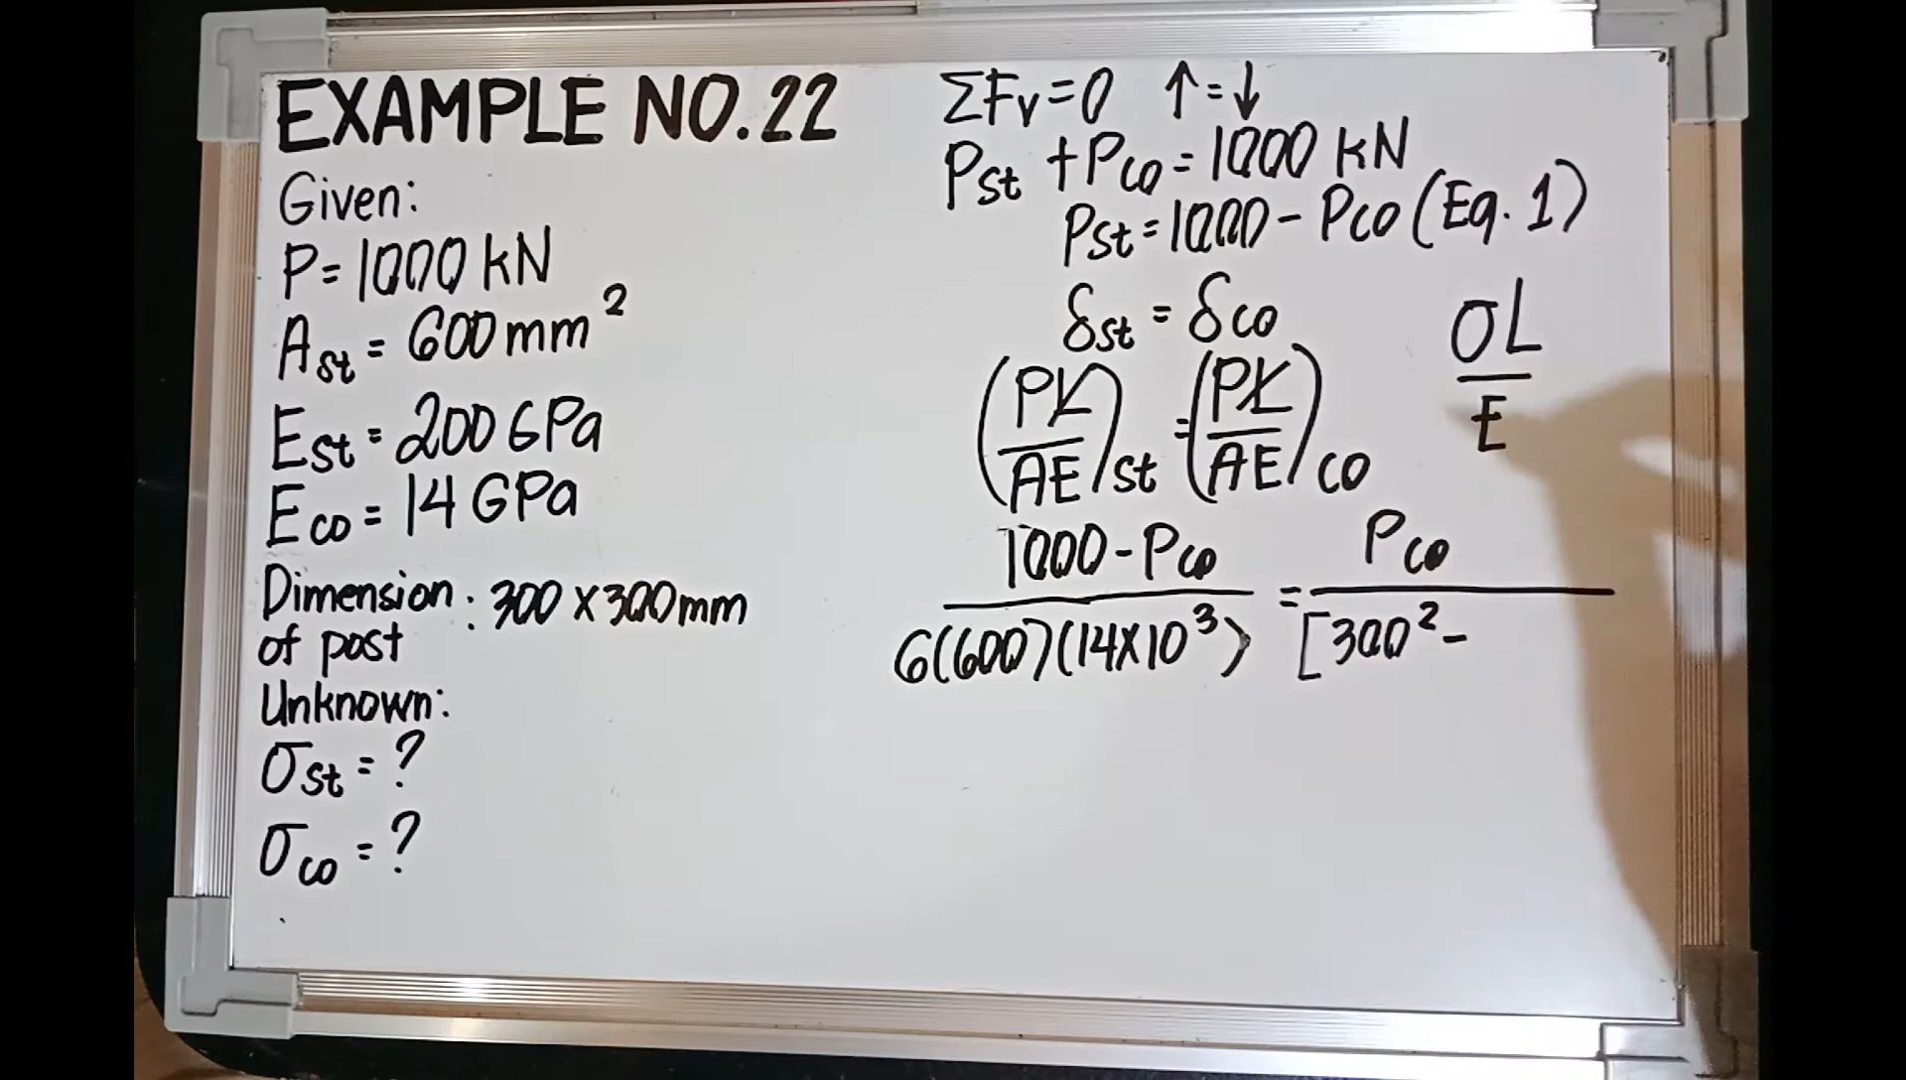 EXAMPLE NO.22
Given:
P = 1000 kN
Ast = 600 mm²
Est = 200 GPa
Eco = 14 GPa
Dimension : 300 x 300mm
of post
Unknown:
σst = ?
σco = ?
ΣFv = 0 ↑ = ↓
Pst + Pco = 1000 kN
Pst = 1000 - Pco (Eq. 1)
δst = δco
(PL/AE)st = (PL/AE)co
σL/E
1000 - Pco / 6(600)(14x10³) = Pco / [300² -